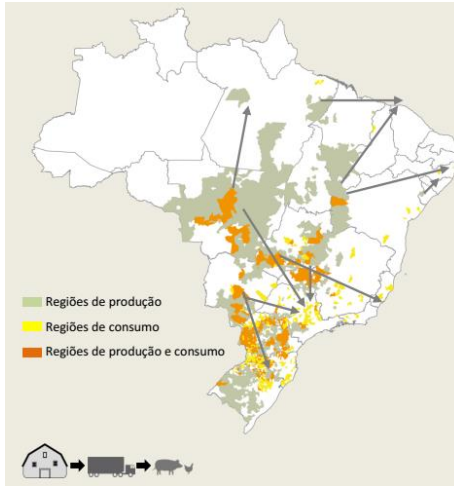 Regiões de produção
Regiões de consumo
Regiões de produção e consumo